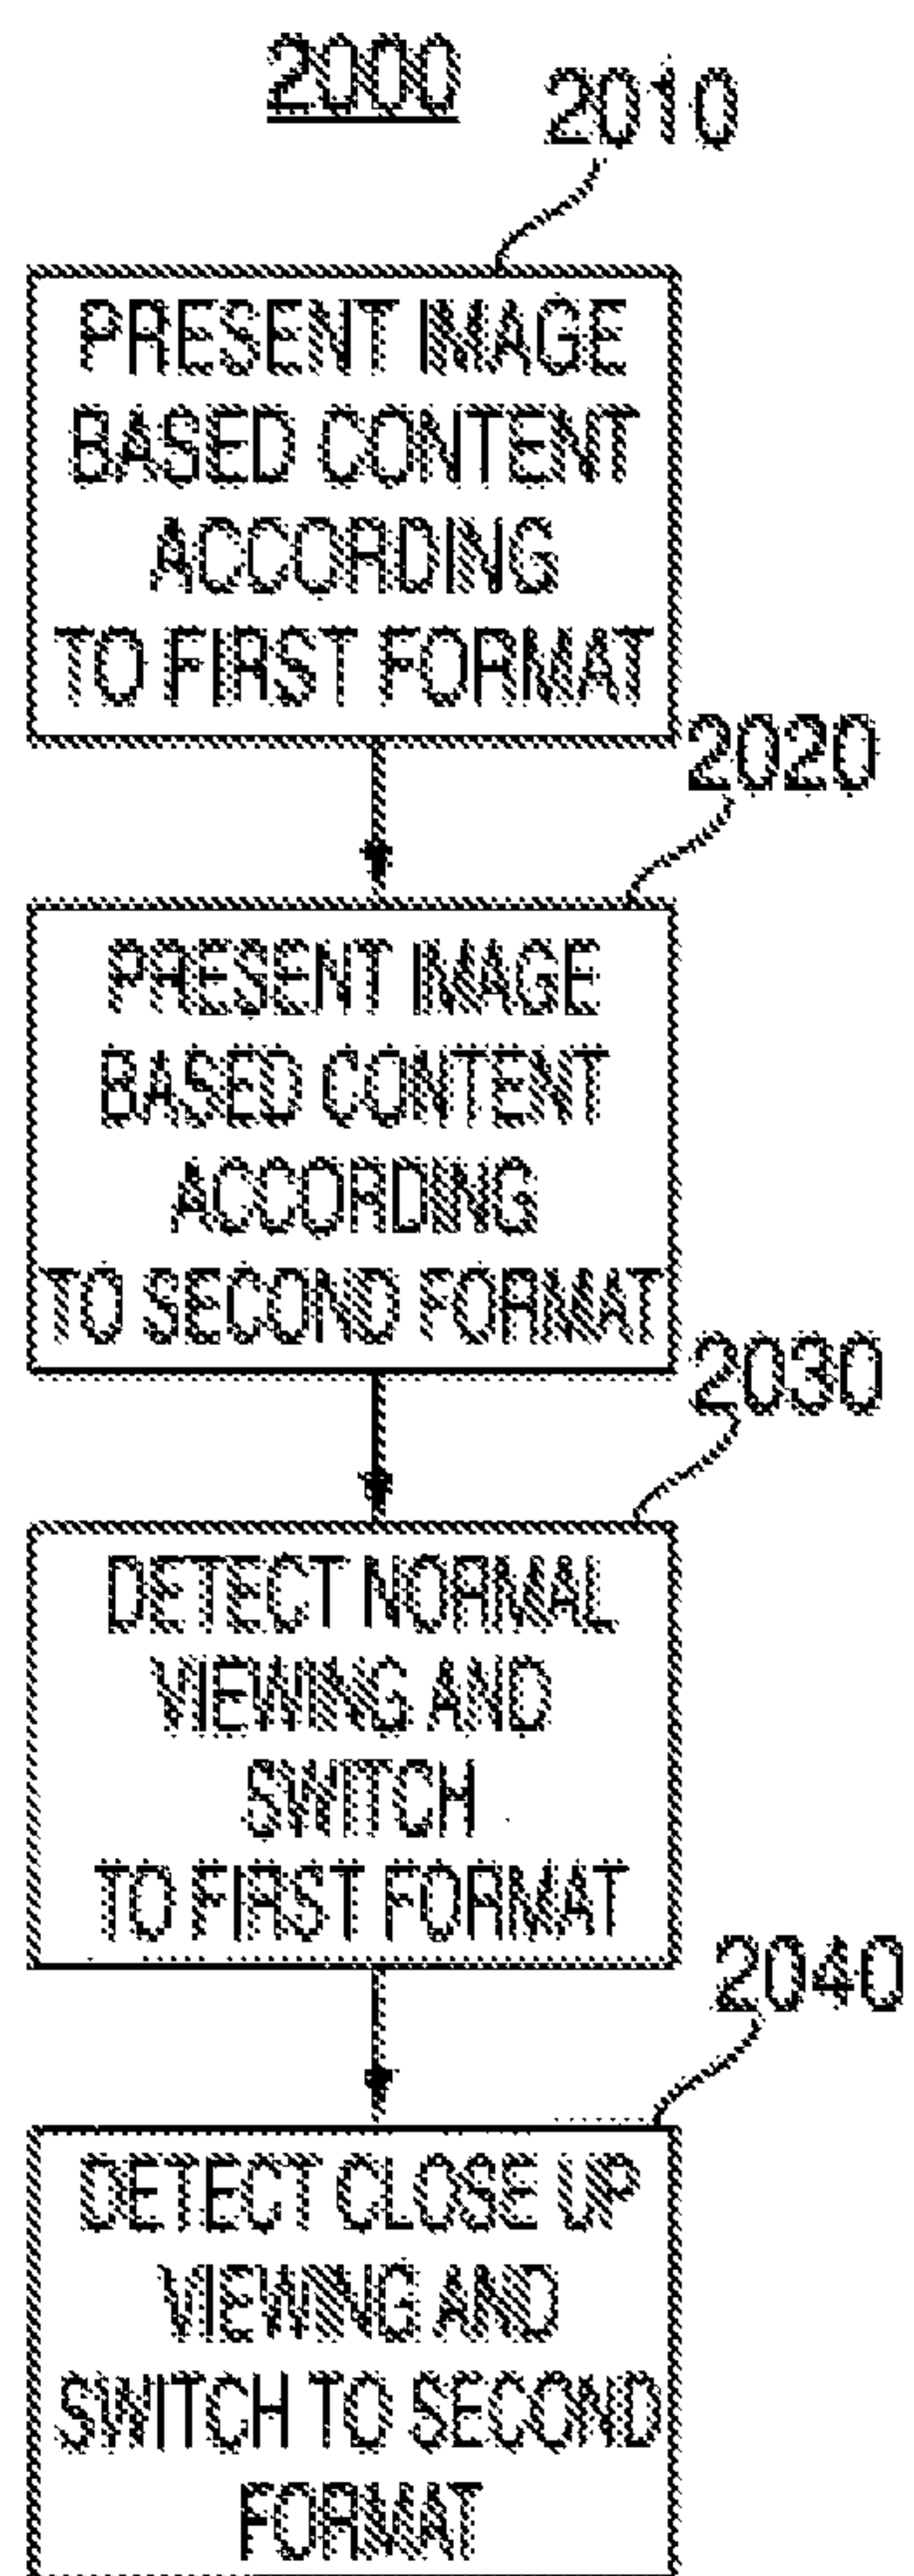 2000
2010
PRESENT IMAGE
BASED CONTENT
ACCORDING
TO FIRST FORMAT
2020
PRESENT IMAGE
BASED CONTENT
ACCORDING
TO SECOND FORMAT
2030
DETECT NORMAL
VIEWING AND
SWITCH
TO FIRST FORMAT
2040
DETECT CLOSE UP
VIEWING AND
SWITCH TO SECOND
FORMAT